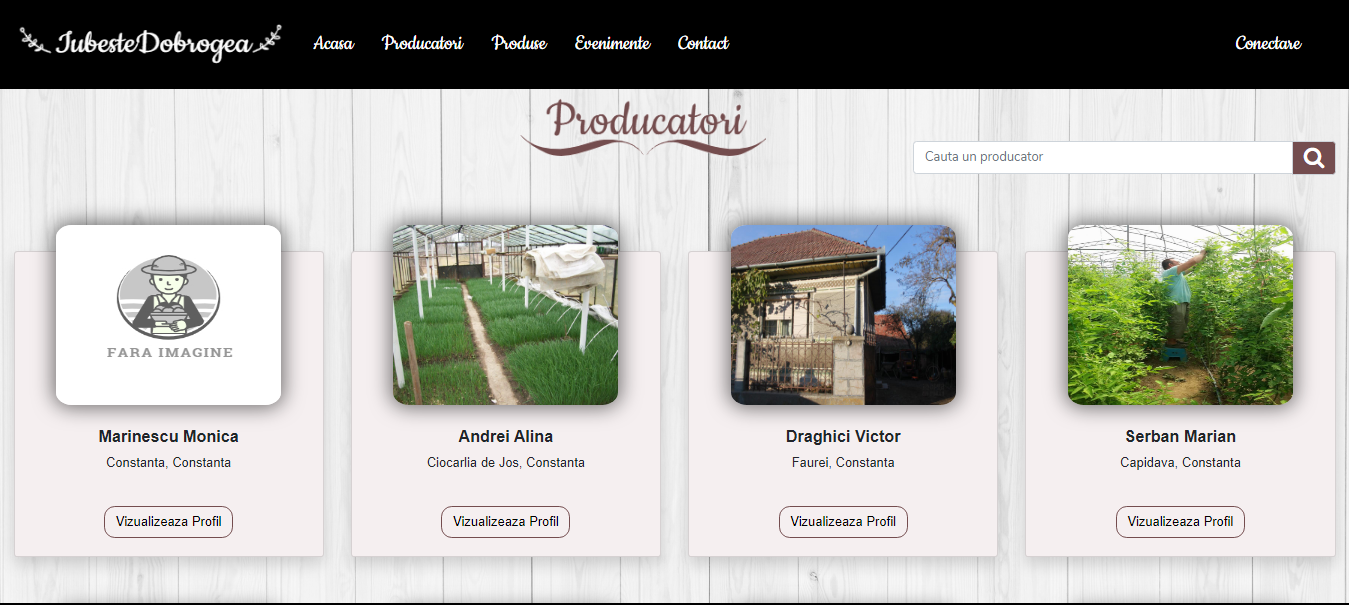 IubesteDobrogea
Acasa
Producatori
Produse
Evenimente
Contact
Conectare
Producatori
Cauta un producator
FARA IMAGINE
Marinescu Monica
Constanta, Constanta
Vizualizeaza Profil
Andrei Alina
Ciocarlia de Jos, Constanta
Vizualizeaza Profil
Draghici Victor
Faurei, Constanta
Vizualizeaza Profil
Serban Marian
Capidava, Constanta
Vizualizeaza Profil